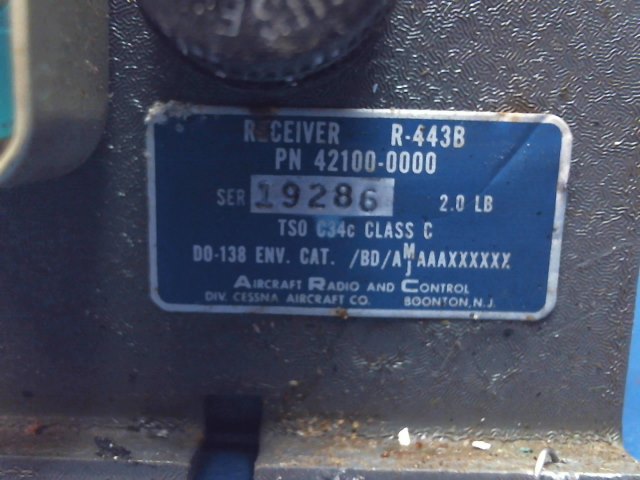 RECEIVER R-443B
PN 42100-0000
SER 19286 2.0 LB
TSO C34c CLASS C
DO-138 ENV. CAT. /BD/A M/J AAAXXXXXX
AIRCRAFT RADIO AND CONTROL
DIV. CESSNA AIRCRAFT CO. BOONTON, N.J.